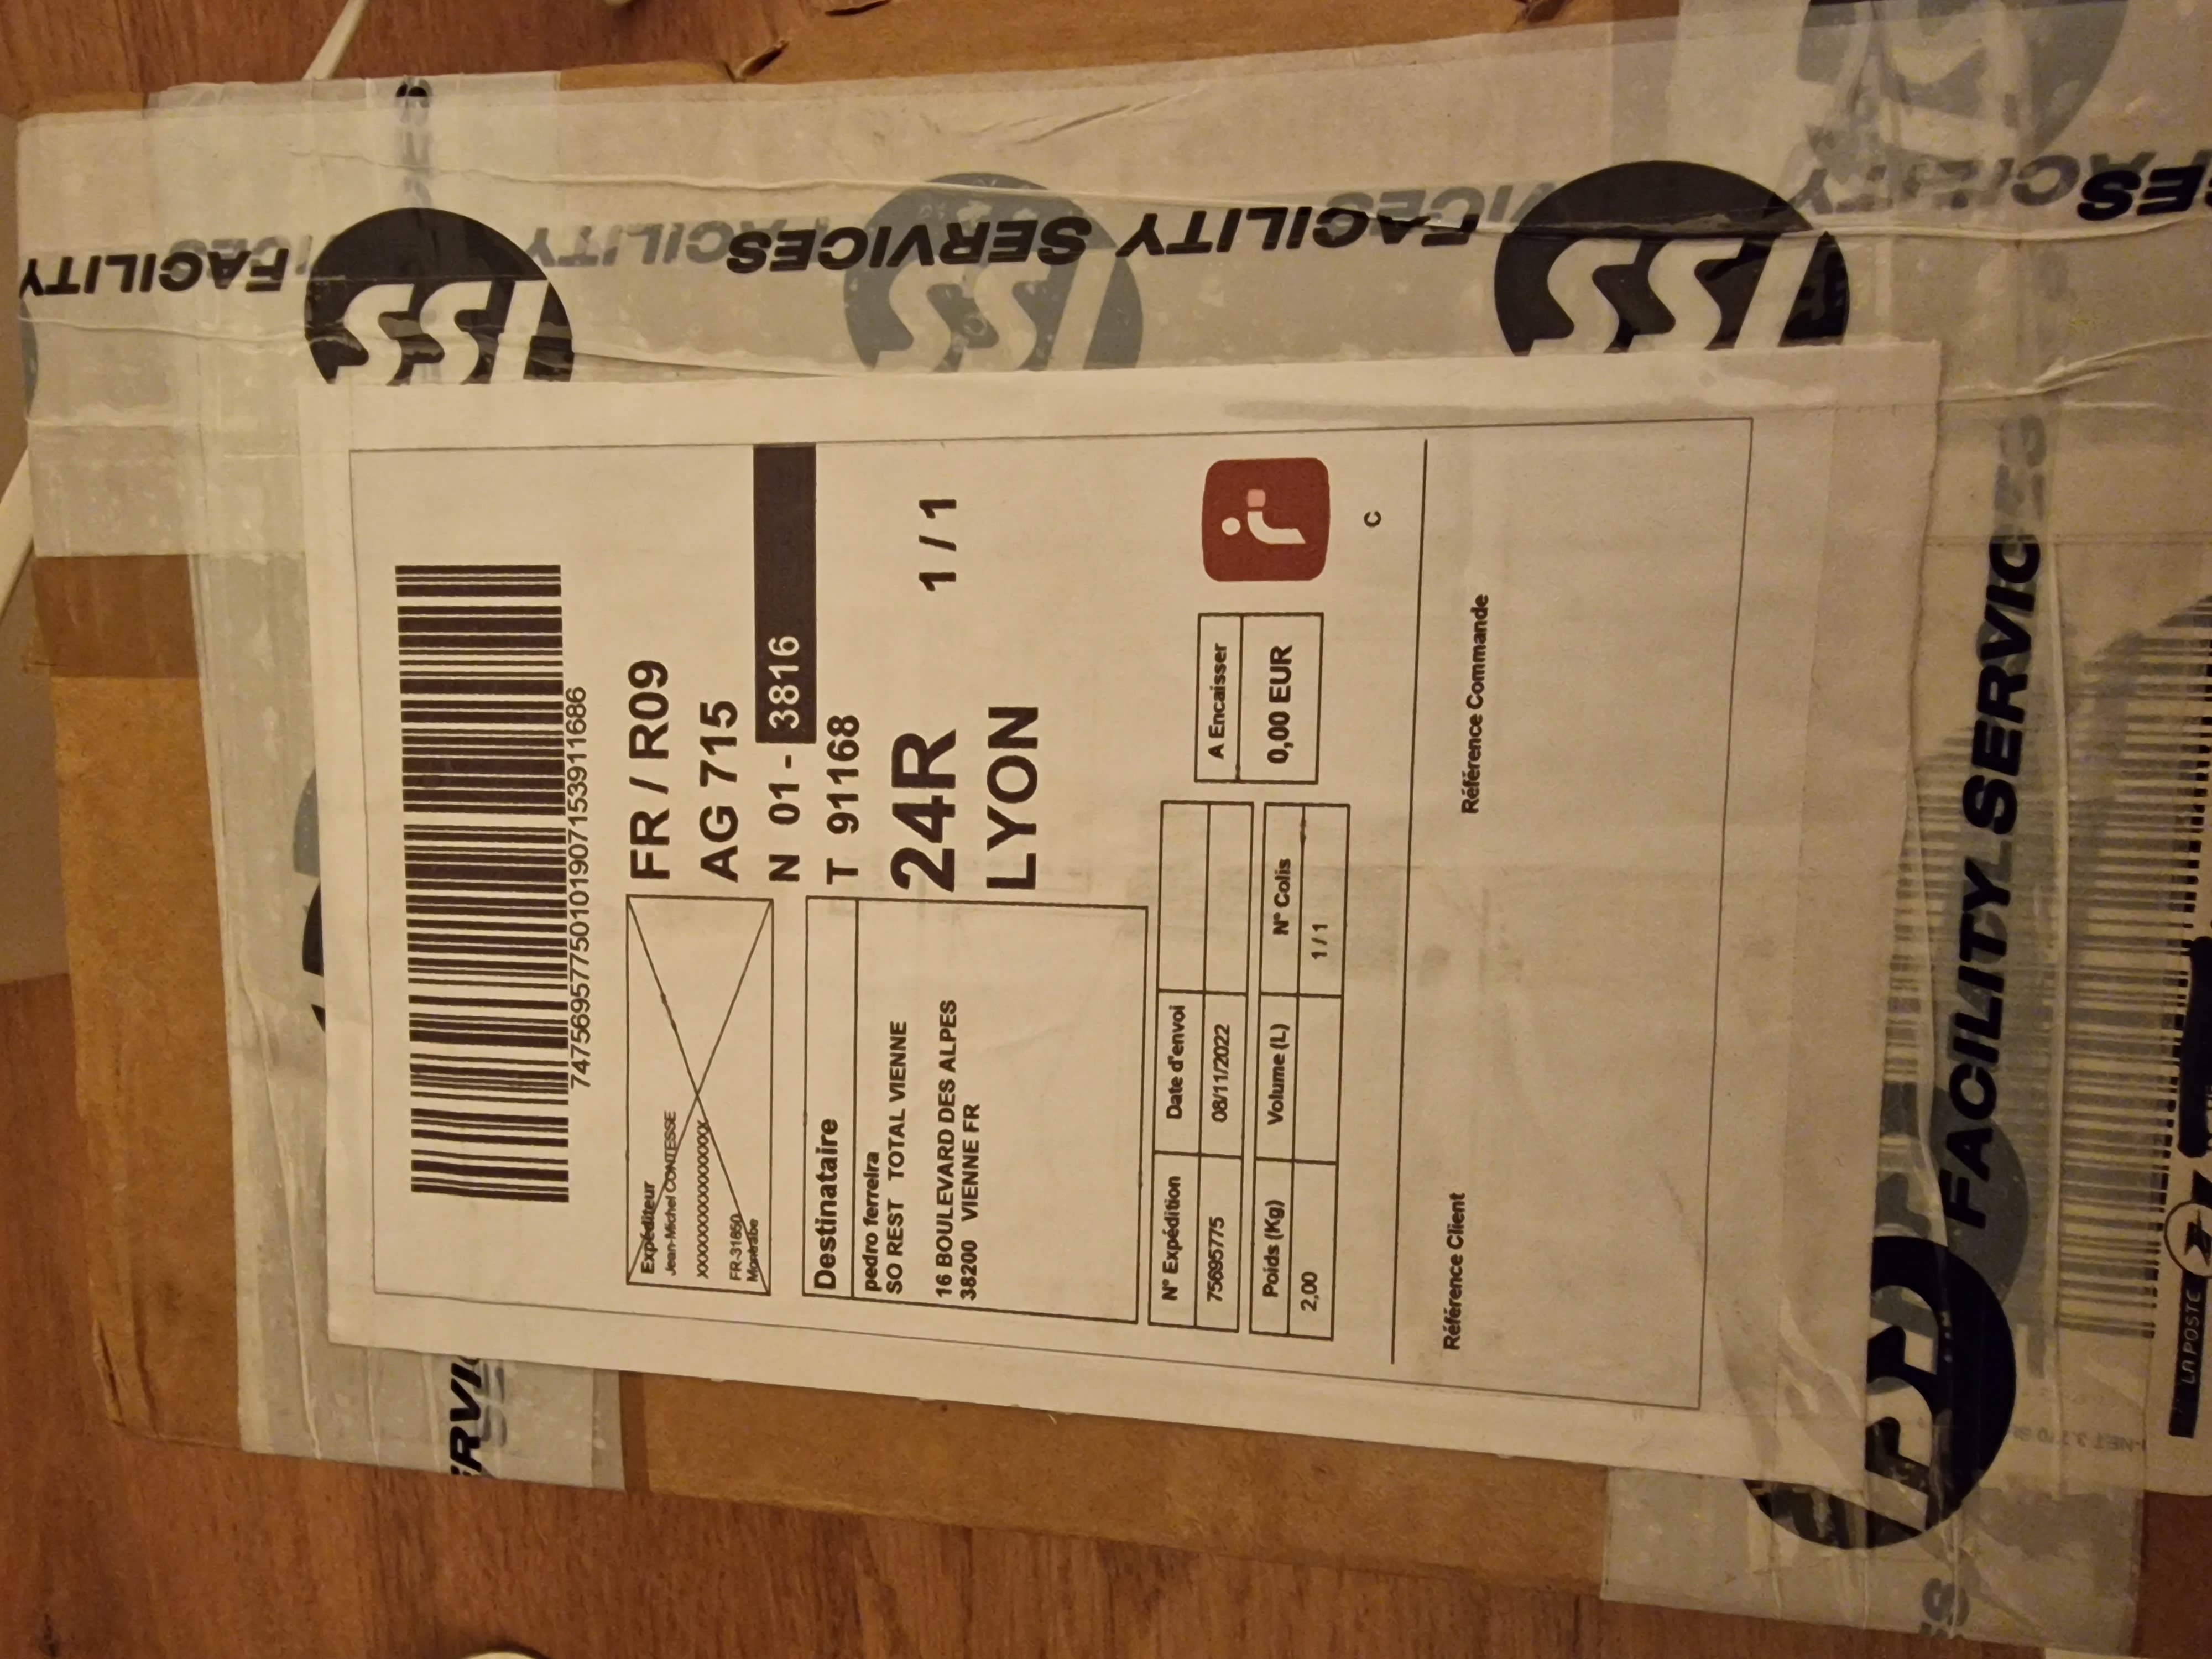 FACILITY SERVICES FACILITY
ISS
74756957750101907153911686
Expéditeur
Jean-Michel CONTESSE
XXXXXXXXXXXXXXXXX
FR-31850
Montrabe
FR / R09
AG 715
N 01 - 3816
T 91168
24R 1 / 1
LYON
Destinataire
pedro ferreira
SO REST TOTAL VIENNE
16 BOULEVARD DES ALPES
38200 VIENNE FR
N° Expédition Date d'envoi
75695775 08/11/2022
Poids (Kg) Volume (L) N° Colis
2,00 1 / 1
A Encaisser
0,00 EUR
C
Référence Client Référence Commande
FACILITY SERVICES
LA POSTE